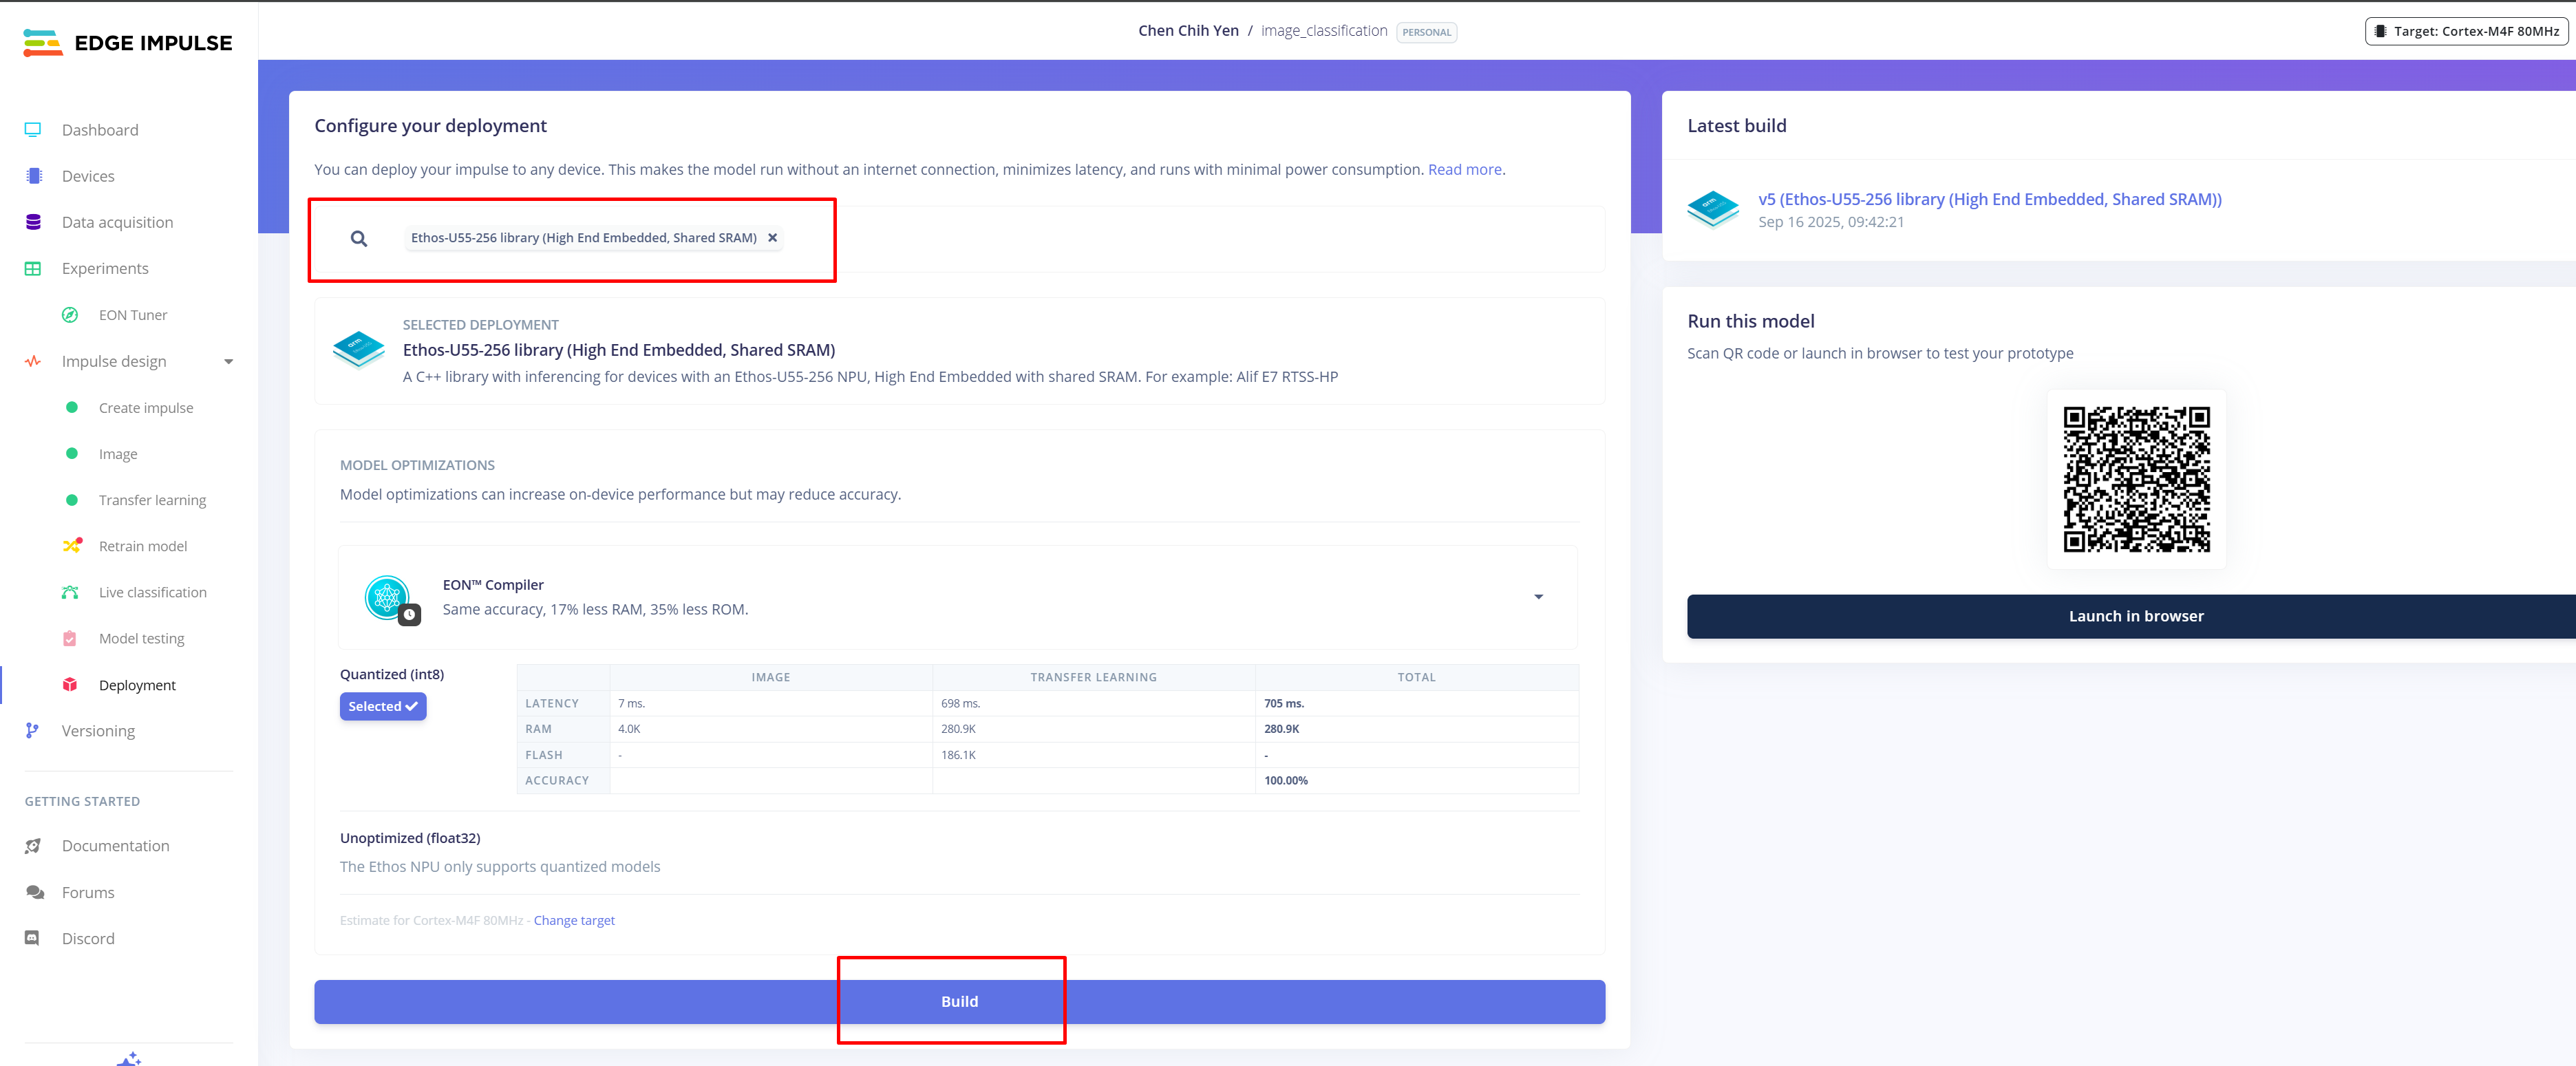 EDGE IMPULSE
Chen Chih Yen / image_classification PERSONAL
Target: Cortex-M4F 80MHz
Dashboard
Devices
Data acquisition
Experiments
EON Tuner
Impulse design
Create impulse
Image
Transfer learning
Retrain model
Live classification
Model testing
Deployment
Versioning
GETTING STARTED
Documentation
Forums
Discord
Configure your deployment
You can deploy your impulse to any device. This makes the model run without an internet connection, minimizes latency, and runs with minimal power consumption. Read more.
Ethos-U55-256 library (High End Embedded, Shared SRAM) ×
SELECTED DEPLOYMENT
arm
Ethos-U55-256 library (High End Embedded, Shared SRAM)
A C++ library with inferencing for devices with an Ethos-U55-256 NPU, High End Embedded with shared SRAM. For example: Alif E7 RTSS-HP
MODEL OPTIMIZATIONS
Model optimizations can increase on-device performance but may reduce accuracy.
EON™ Compiler
Same accuracy, 17% less RAM, 35% less ROM.
Quantized (int8)
Selected ✓
IMAGE TRANSFER LEARNING TOTAL
LATENCY 7 ms. 698 ms. 705 ms.
RAM 4.0K 280.9K 280.9K
FLASH - 186.1K -
ACCURACY 100.00%
Unoptimized (float32)
The Ethos NPU only supports quantized models
Estimate for Cortex-M4F 80MHz - Change target
Build
Latest build
arm
v5 (Ethos-U55-256 library (High End Embedded, Shared SRAM))
Sep 16 2025, 09:42:21
Run this model
Scan QR code or launch in browser to test your prototype
Launch in browser